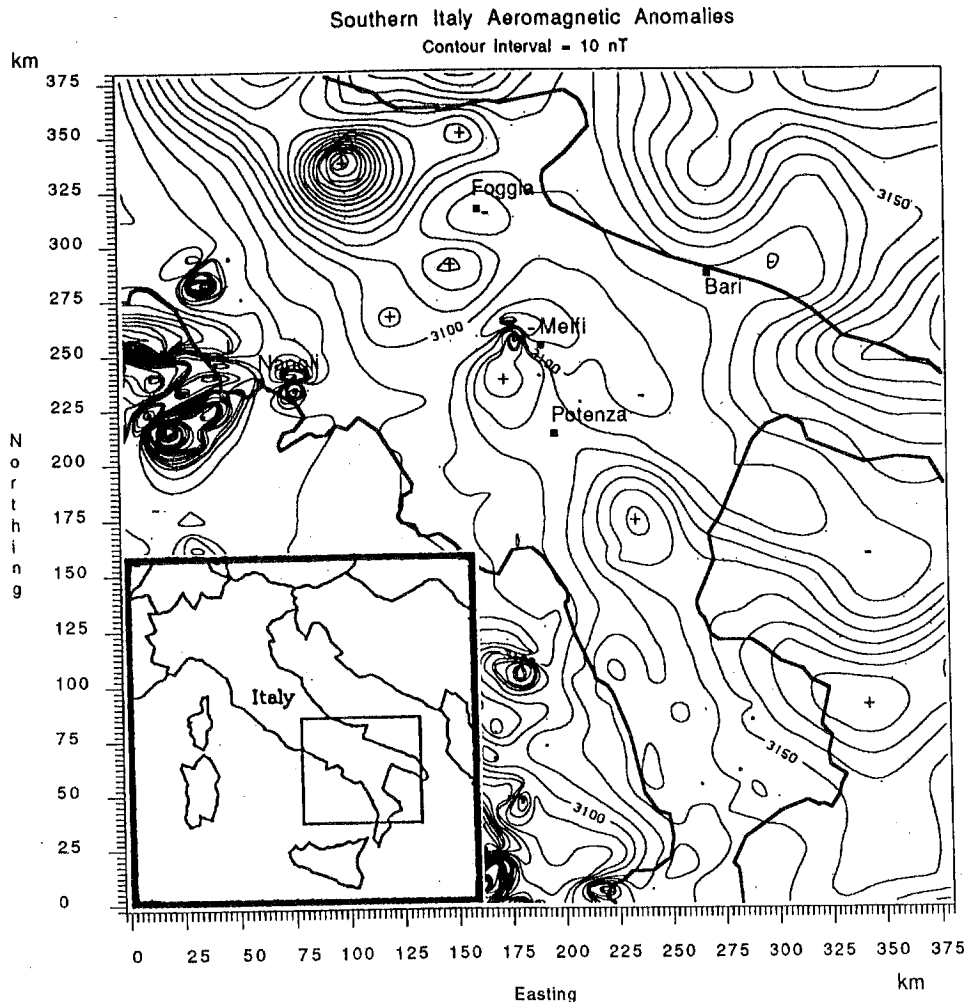 Southern Italy Aeromagnetic Anomalies
Contour Interval = 10 nT
km
375
350
325
300
275
250
225
200
175
150
125
100
75
50
25
0
Northing
Foggia
3150
Bari
3100
Melfi
3100
Napoli
Potenza
Italy
3150
3100
0 25 50 75 100 125 150 175 200 225 250 275 300 325 350 375
km
Easting